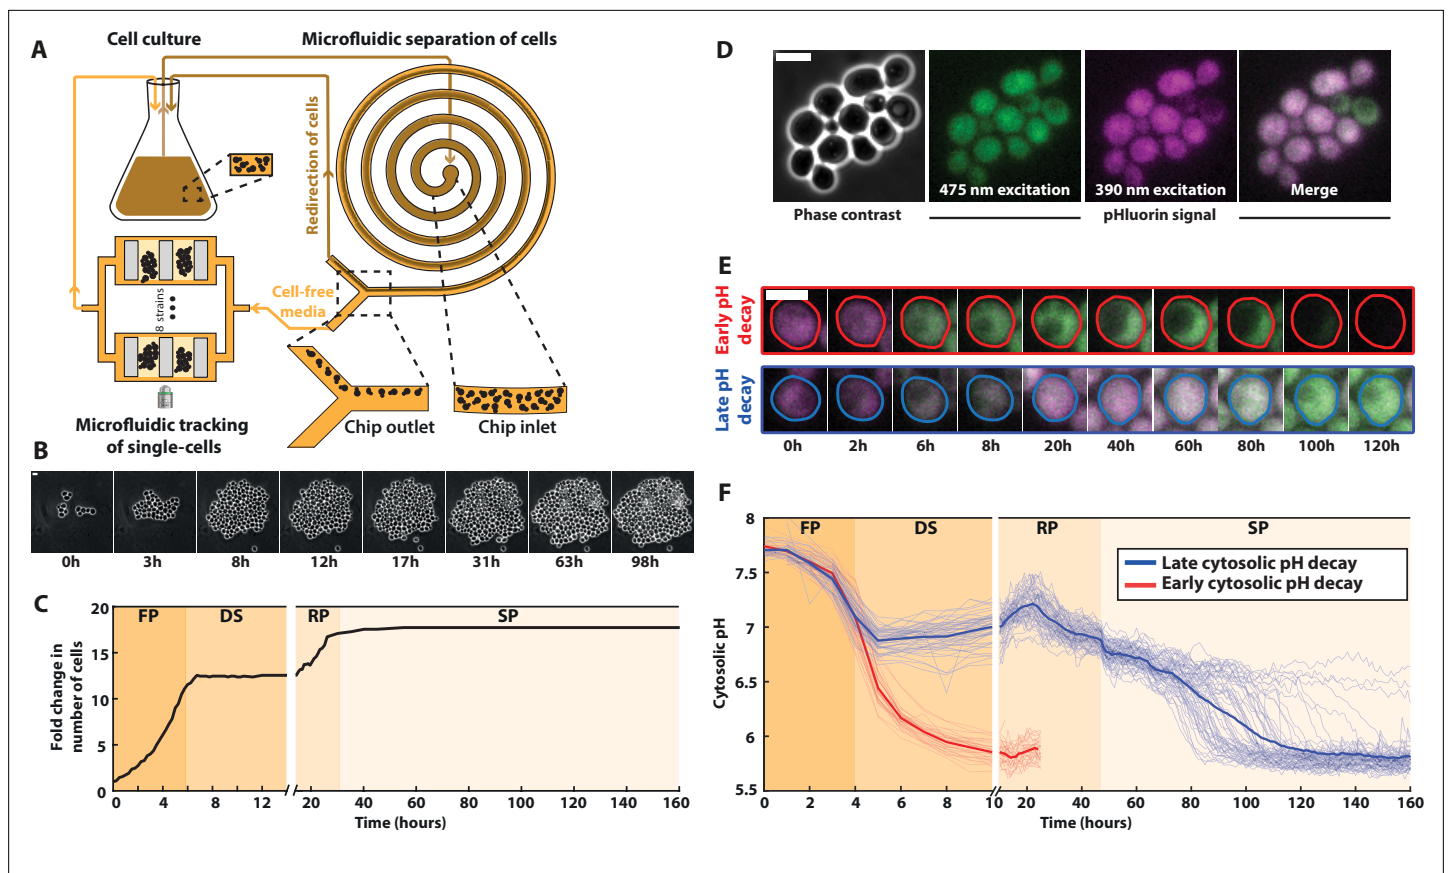 A
Cell culture
Microfluidic separation of cells
Redirection of cells
Cell-free
media
8 strains
Microfluidic tracking
of single-cells
Chip outlet
Chip inlet
B
0h
3h
8h
12h
17h
31h
63h
98h
C
FP
DS
RP
SP
Fold change in
number of cells
20
15
10
5
0
0
4
8
12
20
40
60
80
100
120
140
160
Time (hours)
D
475 nm excitation
390 nm excitation
Merge
Phase contrast
pHluorin signal
E
Early pH
decay
Late pH
decay
0h
2h
6h
8h
20h
40h
60h
80h
100h
120h
F
FP
DS
RP
SP
Late cytosolic pH decay
Early cytosolic pH decay
Cytosolic pH
8
7.5
7
6.5
6
5.5
0
2
4
6
8
10
20
40
60
80
100
120
140
160
Time (hours)